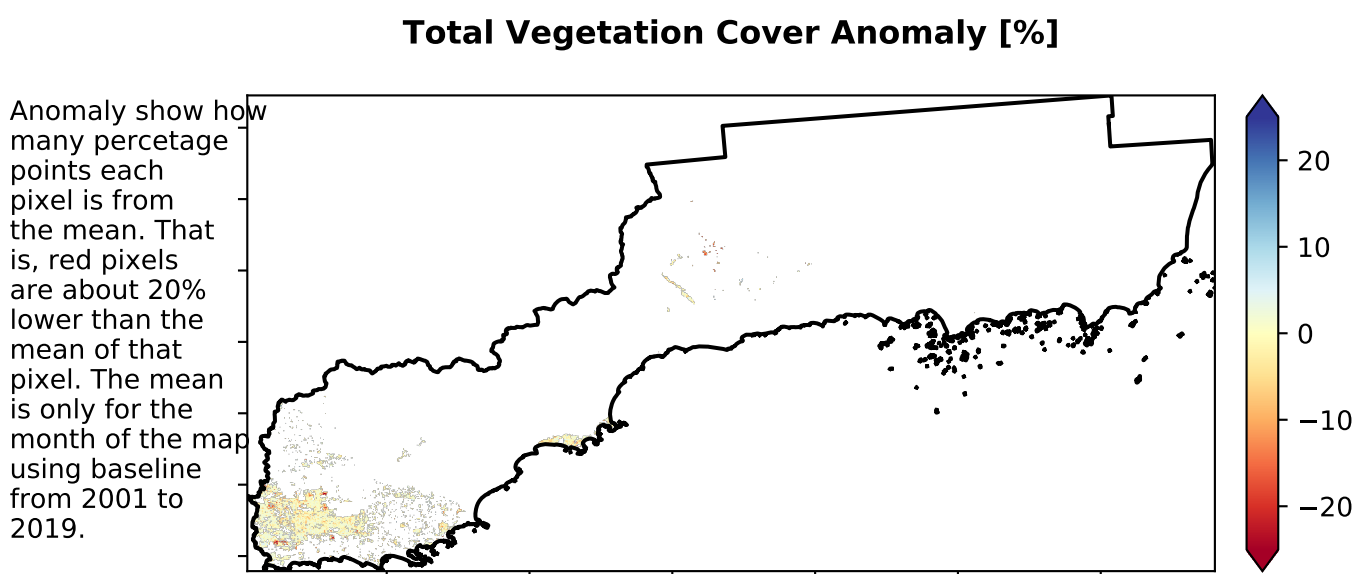 Total Vegetation Cover Anomaly [%]
Anomaly show how
many percetage
points each
pixel is from
the mean. That
is, red pixels
are about 20%
lower than the
mean of that
pixel. The mean
is only for the
month of the map
using baseline
from 2001 to
2019.
20
10
0
−10
−20